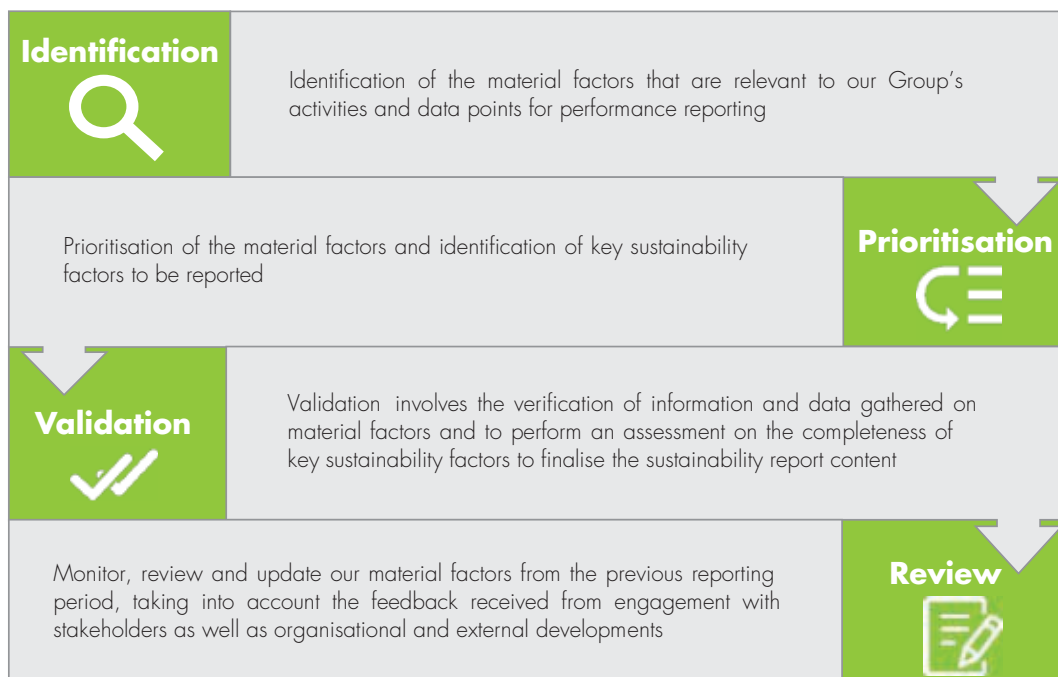 Identification
Identification of the material factors that are relevant to our Group's
activities and data points for performance reporting
Prioritisation of the material factors and identification of key sustainability
factors to be reported
Prioritisation
Validation
Validation involves the verification of information and data gathered on
material factors and to perform an assessment on the completeness of
key sustainability factors to finalise the sustainability report content
Monitor, review and update our material factors from the previous reporting
period, taking into account the feedback received from engagement with
stakeholders as well as organisational and external developments
Review